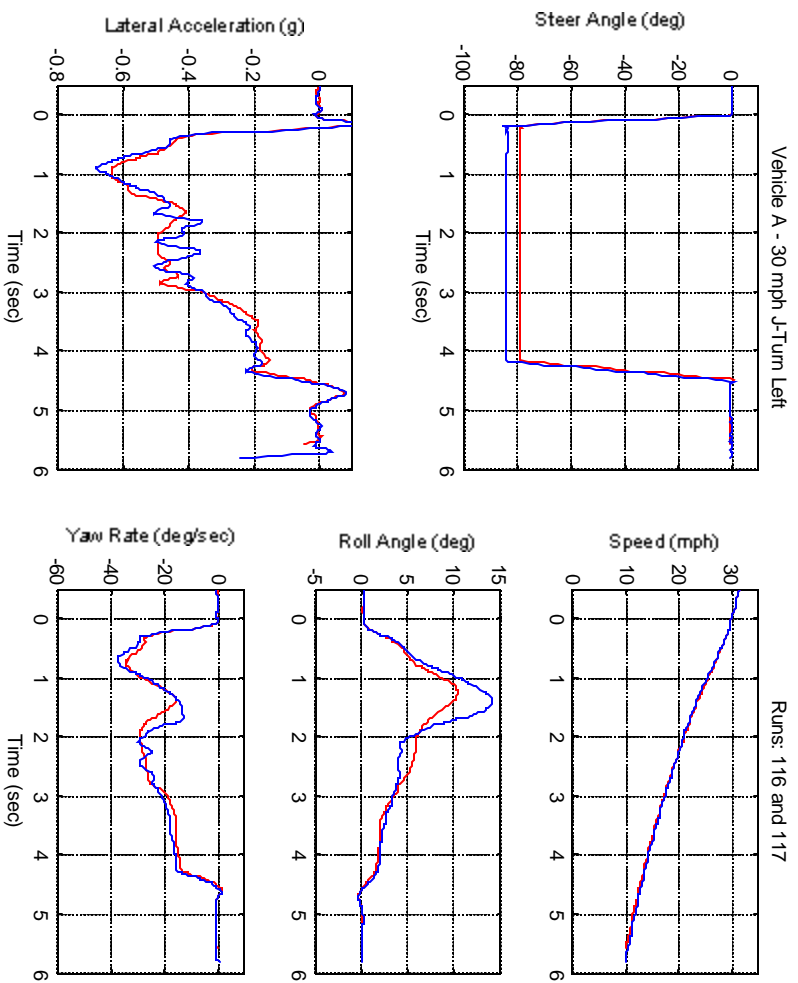 Vehicle A - 30 mph J-Turn Left
Runs: 116 and 117
Steer Angle (deg)
0
-20
-40
-60
-80
-100
0 1 2 3 4 5 6
Time (sec)
Lateral Acceleration (g)
0
-0.2
-0.4
-0.6
-0.8
0 1 2 3 4 5 6
Time (sec)
Speed (mph)
30
20
10
0
0 1 2 3 4 5 6
Roll Angle (deg)
15
10
5
0
-5
0 1 2 3 4 5 6
Yaw Rate (deg/sec)
0
-20
-40
-60
0 1 2 3 4 5 6
Time (sec)